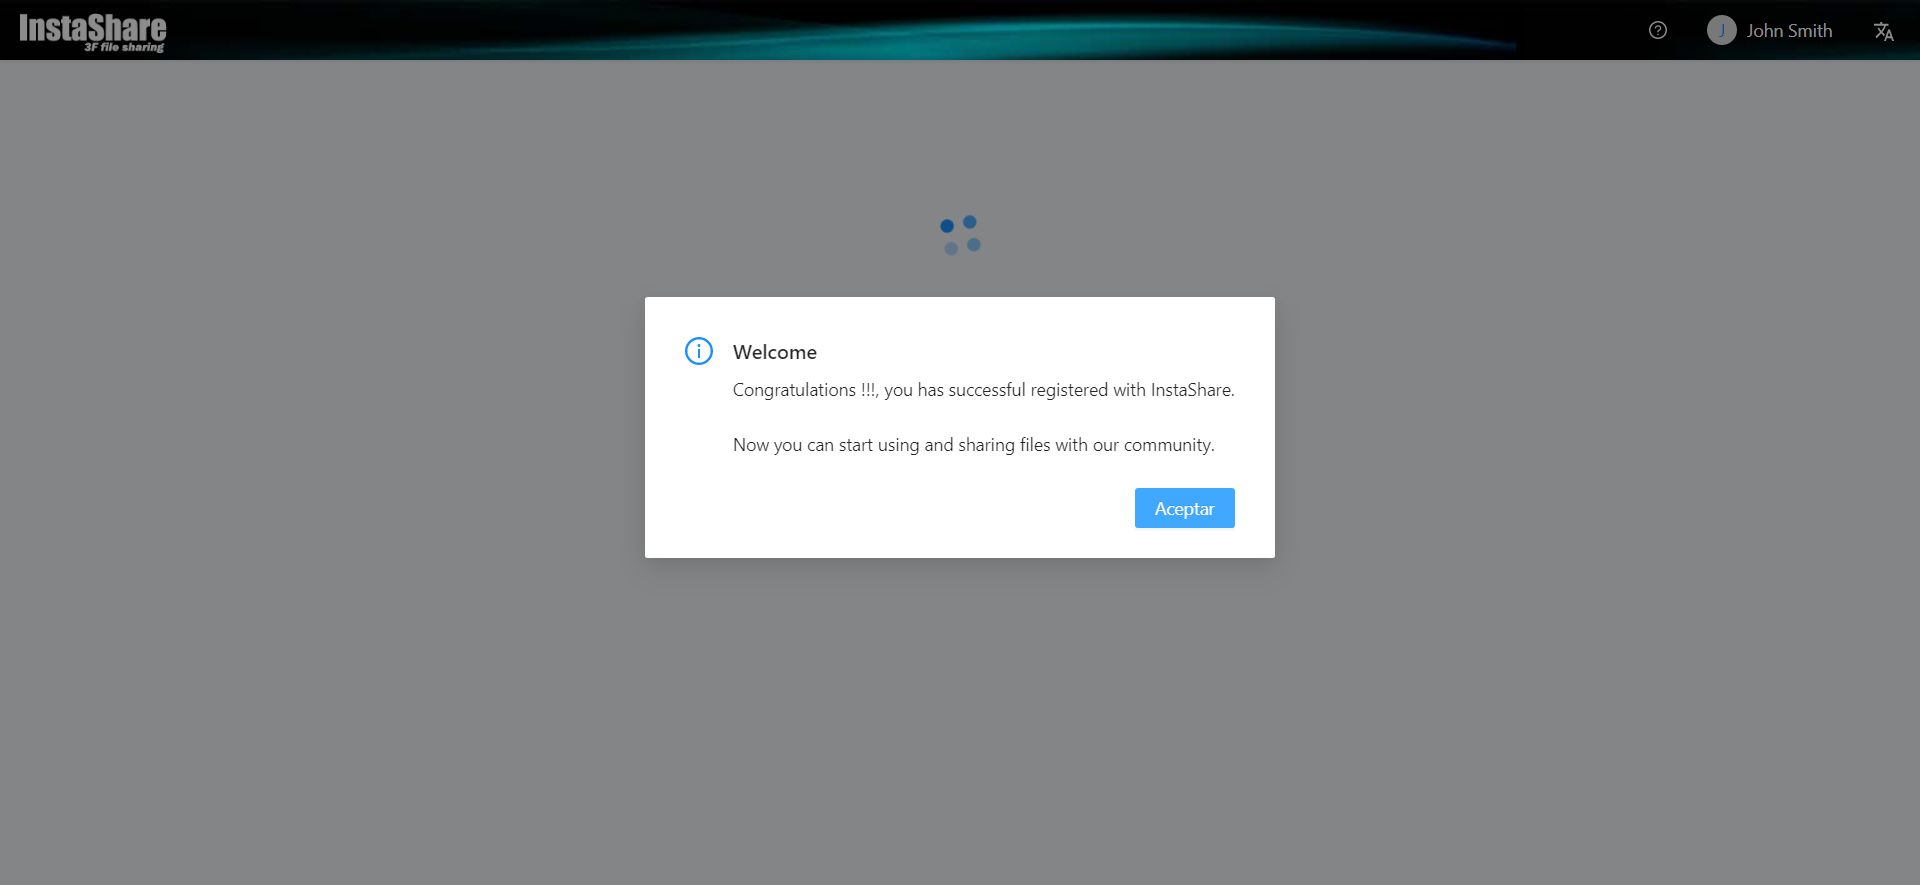 InstaShare
3F file sharing
J John Smith
Welcome
Congratulations !!!, you has successful registered with InstaShare.
Now you can start using and sharing files with our community.
Aceptar